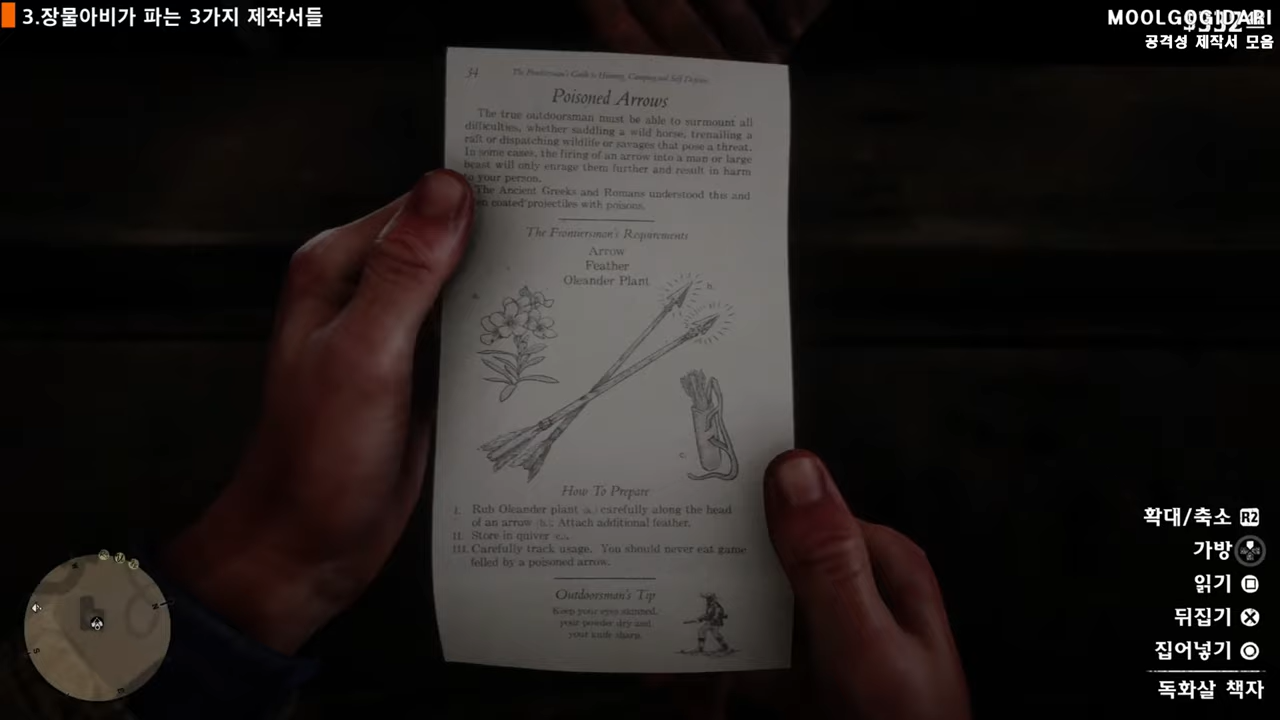 3.장물아비가 파는 3가지 제작서들
MOOLGOGIDARI
공격성 제작서 모음
34
The Frontiersman's Guide to Hunting, Camping and Self Defense
Poisoned Arrows
The true outdoorsman must be able to surmount all
difficulties, whether saddling a wild horse, trenailing a
raft or dispatching wildlife or savages that pose a threat.
In some cases, the firing of an arrow into a man or large
beast will only enrage them further and result in harm
to your person.
The Ancient Greeks and Romans understood this and
coated projectiles with poisons.
The Frontiersman's Requirements
Arrow
Feather
Oleander Plant
a.
b.
c.
How To Prepare
I. Rub Oleander plant (a.) carefully along the head
of an arrow (b.). Attach additional feather.
II. Store in quiver
III. Carefully track usage. You should never eat game
felled by a poisoned arrow.
Outdoorsman's Tip
Keep your eyes skinned,
your powder dry and
your knife sharp.
확대/축소 R2
가방
읽기
뒤집기
집어넣기
독화살 책자